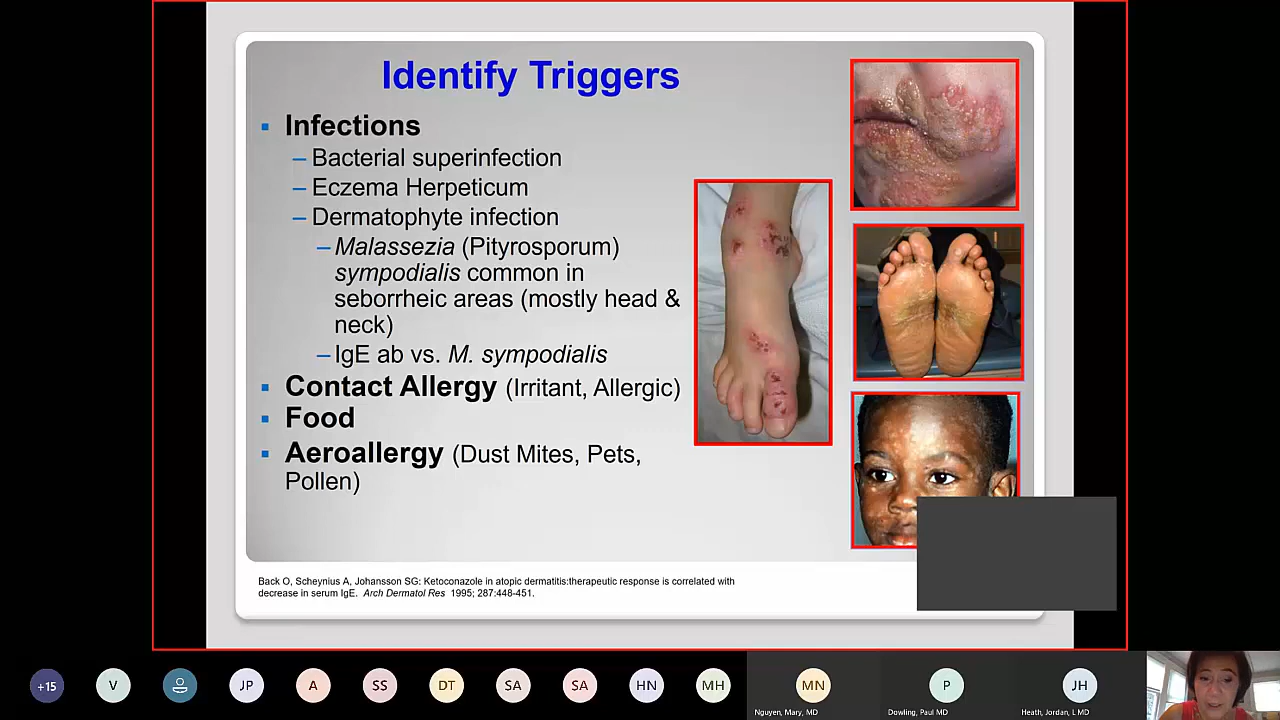 Identify Triggers
Infections
– Bacterial superinfection
– Eczema Herpeticum
– Dermatophyte infection
– Malassezia (Pityrosporum)
sympodialis common in
seborrheic areas (mostly head &
neck)
– IgE ab vs. M. sympodialis
Contact Allergy (Irritant, Allergic)
Food
Aeroallergy (Dust Mites, Pets,
Pollen)
Back O, Scheynius A, Johansson SG: Ketoconazole in atopic dermatitis:therapeutic response is correlated with
decrease in serum IgE. Arch Dermatol Res 1995; 287:448-451.
+15 V JP A SS DT SA SA HN MH MN P JH
Nguyen, Mary, MD Dowling, Paul MD Heath, Jordan, L MD